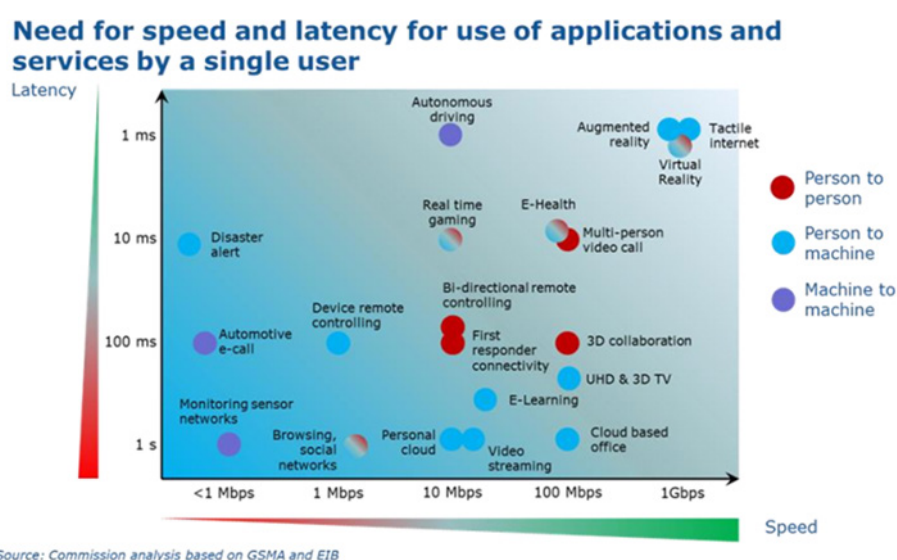 Need for speed and latency for use of applications and
services by a single user
Latency
1 ms
10 ms
100 ms
1 s
Autonomous
driving
Augmented
reality
Tactile
internet
Virtual
Reality
Real time
gaming
E-Health
Multi-person
video call
Disaster
alert
Bi-directional remote
controlling
Device remote
controlling
Automotive
e-call
First
responder
connectivity
3D collaboration
UHD & 3D TV
E-Learning
Monitoring sensor
networks
Browsing,
social
networks
Personal
cloud
Video
streaming
Cloud based
office
<1 Mbps
1 Mbps
10 Mbps
100 Mbps
1Gbps
Speed
Person to
person
Person to
machine
Machine to
machine
Source: Commission analysis based on GSMA and EIB